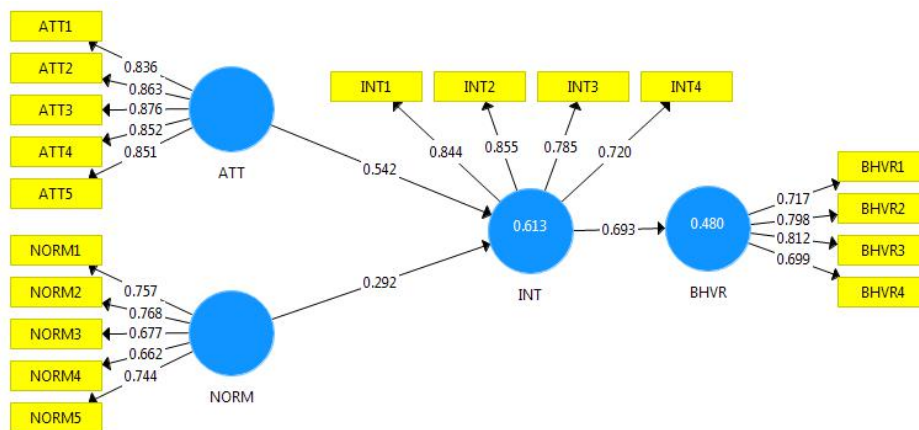 ATT1
ATT2
ATT3
ATT4
ATT5
0.836
0.863
0.876
0.852
0.851
ATT
INT1
INT2
INT3
INT4
0.844
0.855
0.785
0.720
0.542
0.613
INT
0.693
0.480
BHVR
0.717
0.798
0.812
0.699
BHVR1
BHVR2
BHVR3
BHVR4
NORM1
NORM2
NORM3
NORM4
NORM5
0.757
0.768
0.677
0.662
0.744
NORM
0.292